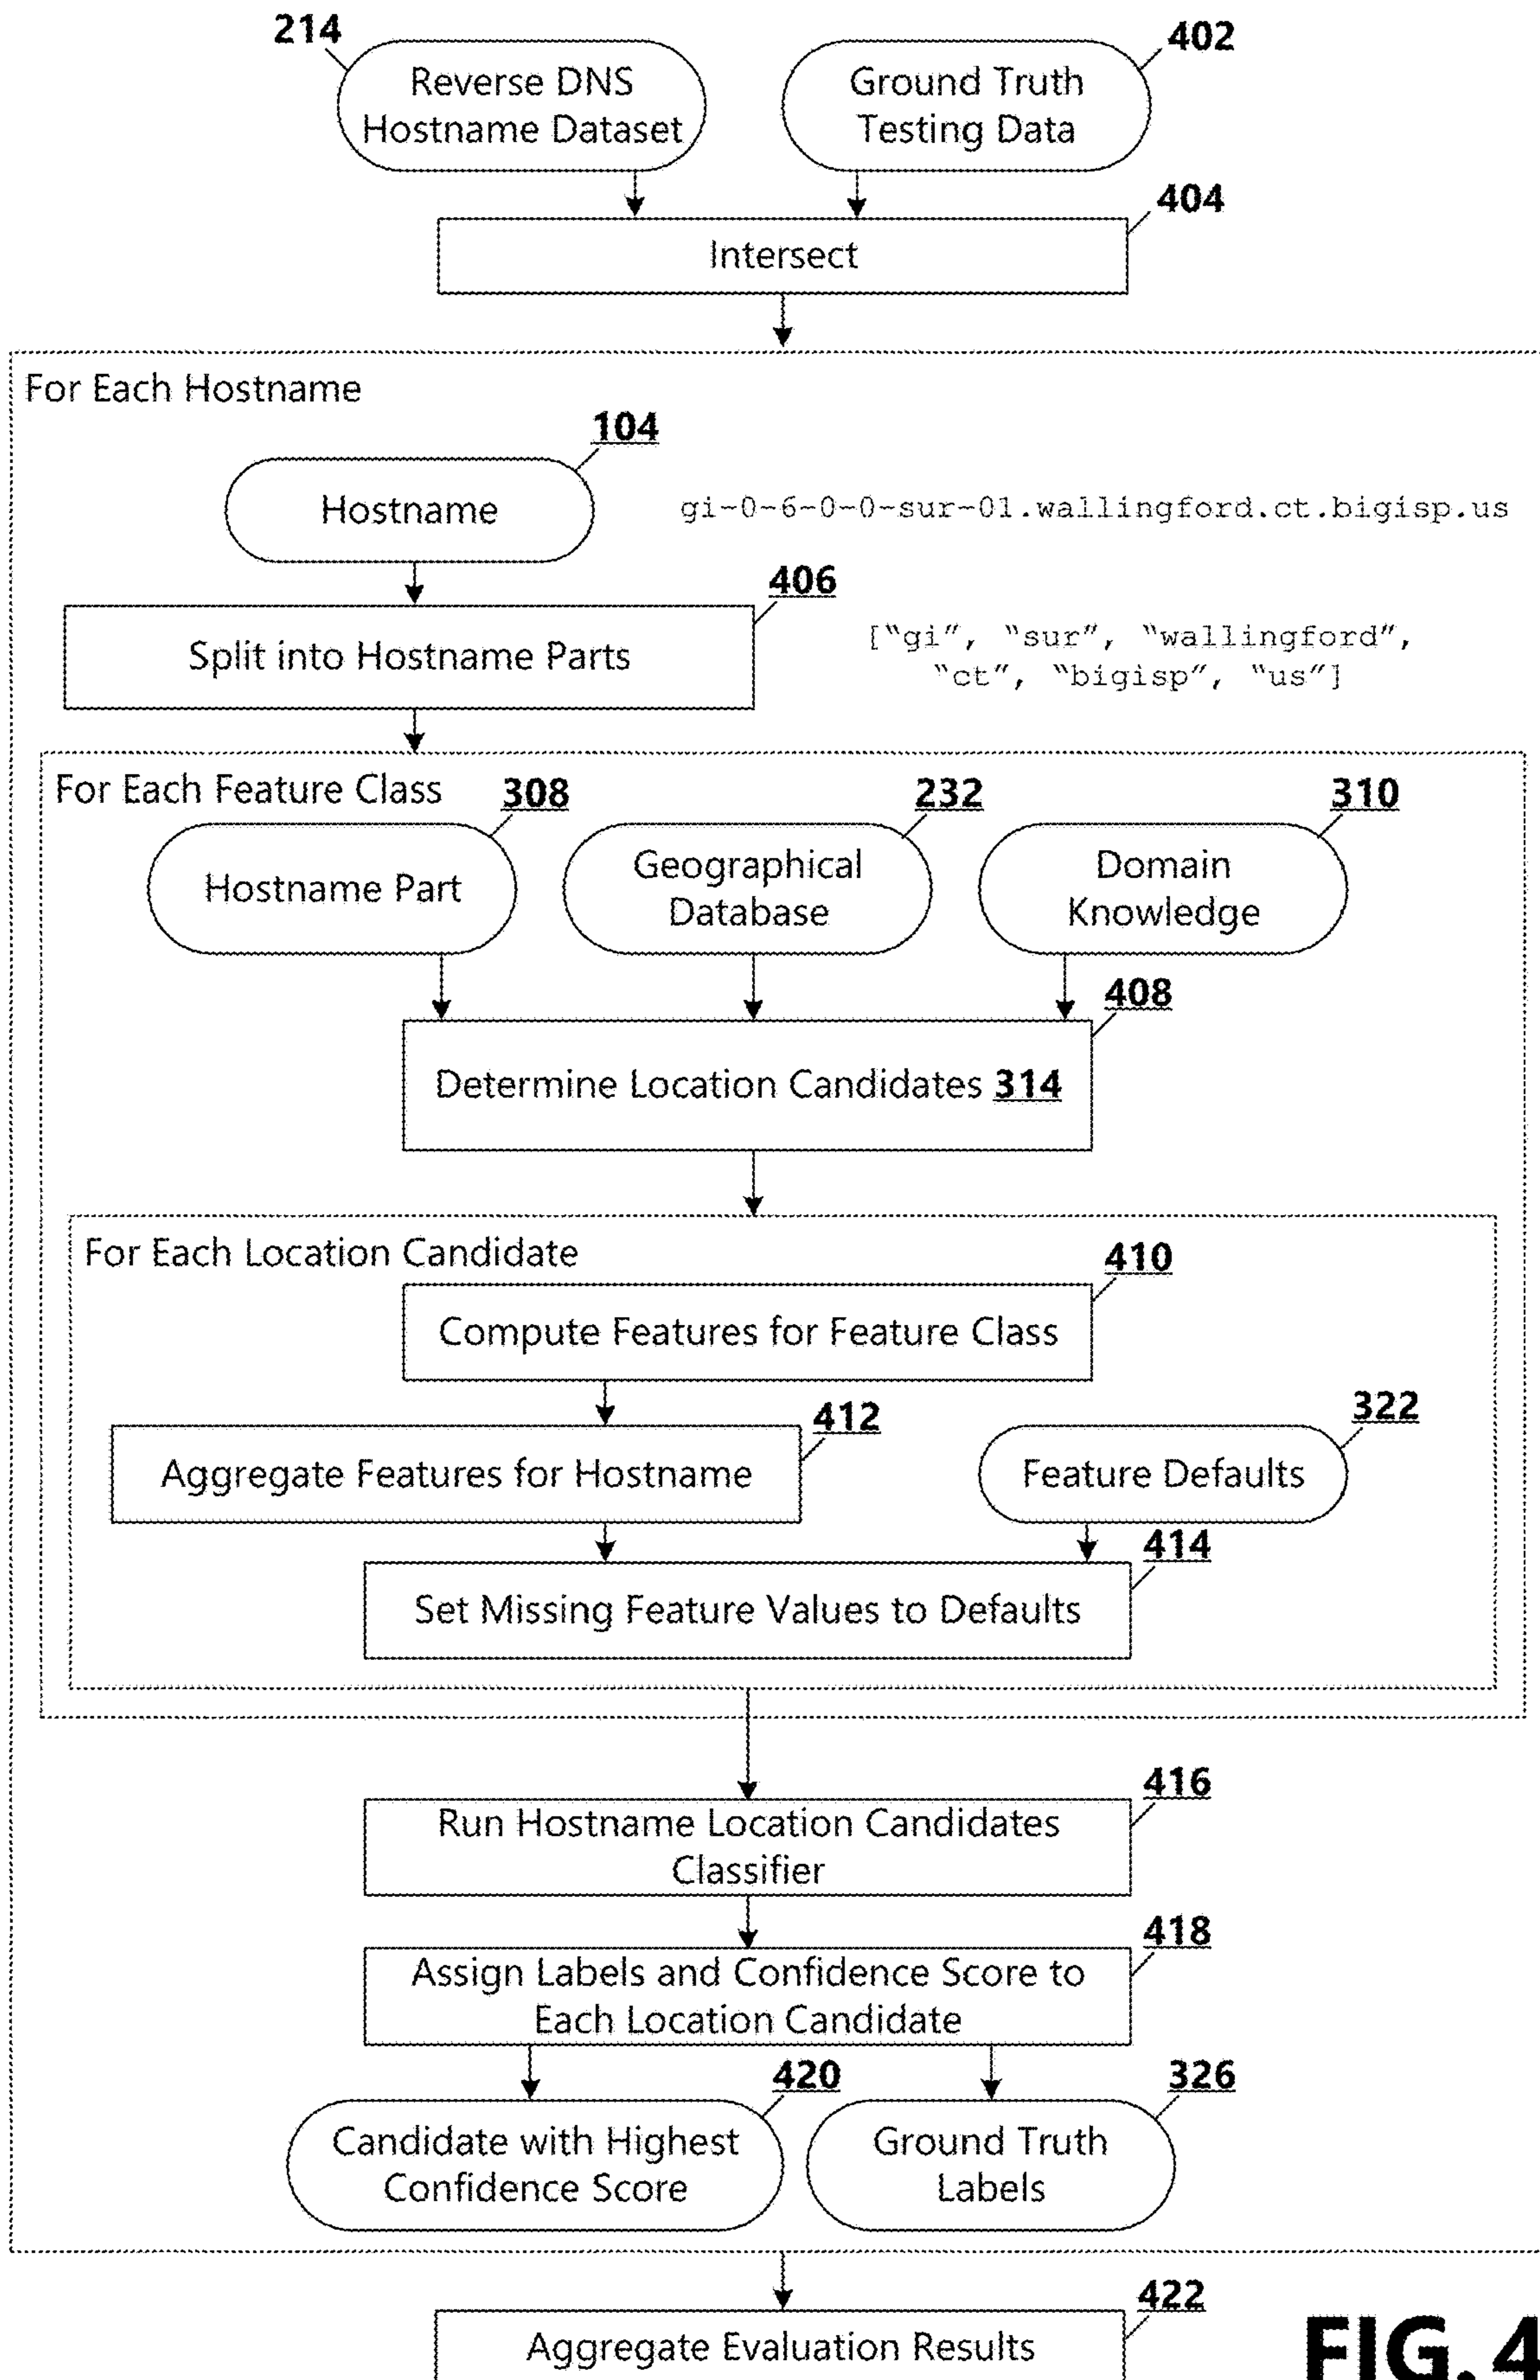 214
402
Reverse DNS
Hostname Dataset
Ground Truth
Testing Data
404
Intersect
For Each Hostname
104
Hostname
gi-0-6-0-0-sur-01.wallingford.ct.bigisp.us
406
Split into Hostname Parts
["gi", "sur", "wallingford",
"ct", "bigisp", "us"]
For Each Feature Class
308
232
310
Hostname Part
Geographical
Database
Domain
Knowledge
408
Determine Location Candidates 314
For Each Location Candidate
410
Compute Features for Feature Class
412
322
Aggregate Features for Hostname
Feature Defaults
414
Set Missing Feature Values to Defaults
416
Run Hostname Location Candidates
Classifier
418
Assign Labels and Confidence Score to
Each Location Candidate
420
326
Candidate with Highest
Confidence Score
Ground Truth
Labels
422
Aggregate Evaluation Results
FIG. 4